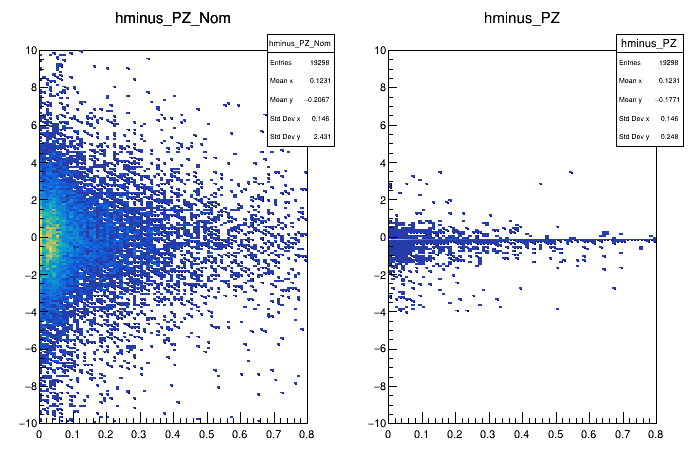 hminus_PZ_Nom
hminus_PZ_Nom
Entries 19298
Mean x 0.1231
Mean y −0.2067
Std Dev x 0.146
Std Dev y 2.431
10
8
6
4
2
0
−2
−4
−6
−8
−10
0 0.1 0.2 0.3 0.4 0.5 0.6 0.7 0.8
hminus_PZ
hminus_PZ
Entries 19298
Mean x 0.1231
Mean y −0.1771
Std Dev x 0.146
Std Dev y 0.248
10
8
6
4
2
0
−2
−4
−6
−8
−10
0 0.1 0.2 0.3 0.4 0.5 0.6 0.7 0.8